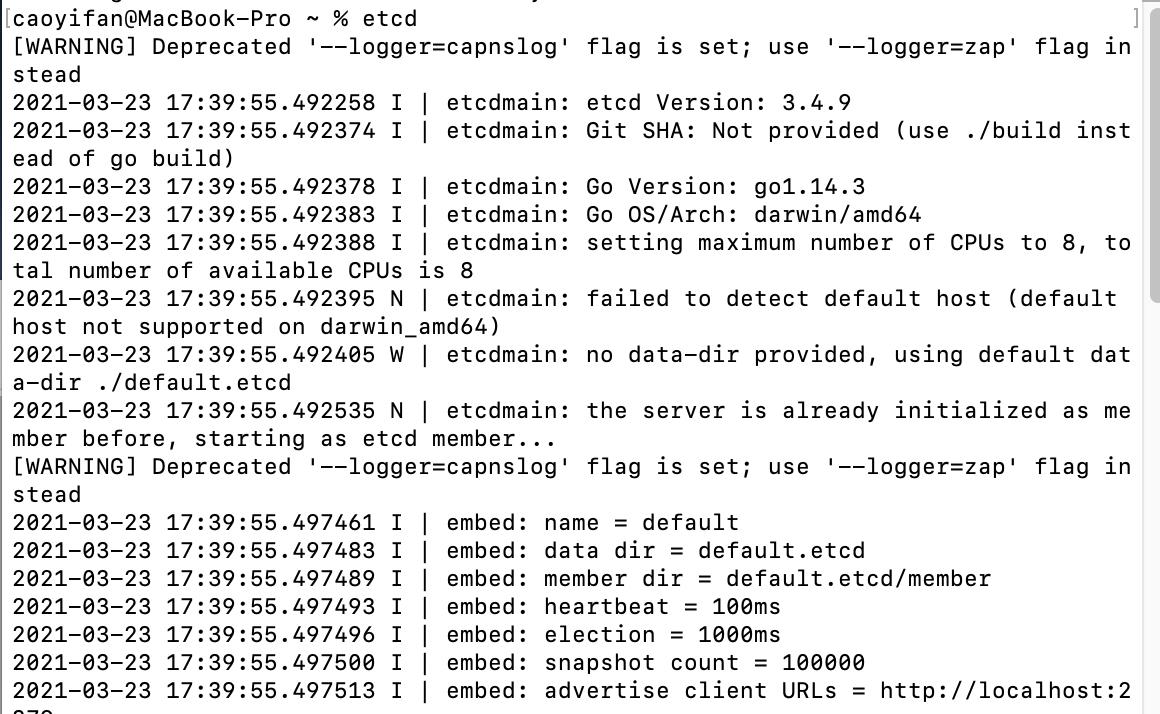 [caoyifan@MacBook-Pro ~ % etcd ]
[WARNING] Deprecated '--logger=capnslog' flag is set; use '--logger=zap' flag in
stead
2021-03-23 17:39:55.492258 I | etcdmain: etcd Version: 3.4.9
2021-03-23 17:39:55.492374 I | etcdmain: Git SHA: Not provided (use ./build inst
ead of go build)
2021-03-23 17:39:55.492378 I | etcdmain: Go Version: go1.14.3
2021-03-23 17:39:55.492383 I | etcdmain: Go OS/Arch: darwin/amd64
2021-03-23 17:39:55.492388 I | etcdmain: setting maximum number of CPUs to 8, to
tal number of available CPUs is 8
2021-03-23 17:39:55.492395 N | etcdmain: failed to detect default host (default
host not supported on darwin_amd64)
2021-03-23 17:39:55.492405 W | etcdmain: no data-dir provided, using default dat
a-dir ./default.etcd
2021-03-23 17:39:55.492535 N | etcdmain: the server is already initialized as me
mber before, starting as etcd member...
[WARNING] Deprecated '--logger=capnslog' flag is set; use '--logger=zap' flag in
stead
2021-03-23 17:39:55.497461 I | embed: name = default
2021-03-23 17:39:55.497483 I | embed: data dir = default.etcd
2021-03-23 17:39:55.497489 I | embed: member dir = default.etcd/member
2021-03-23 17:39:55.497493 I | embed: heartbeat = 100ms
2021-03-23 17:39:55.497496 I | embed: election = 1000ms
2021-03-23 17:39:55.497500 I | embed: snapshot count = 100000
2021-03-23 17:39:55.497513 I | embed: advertise client URLs = http://localhost:2